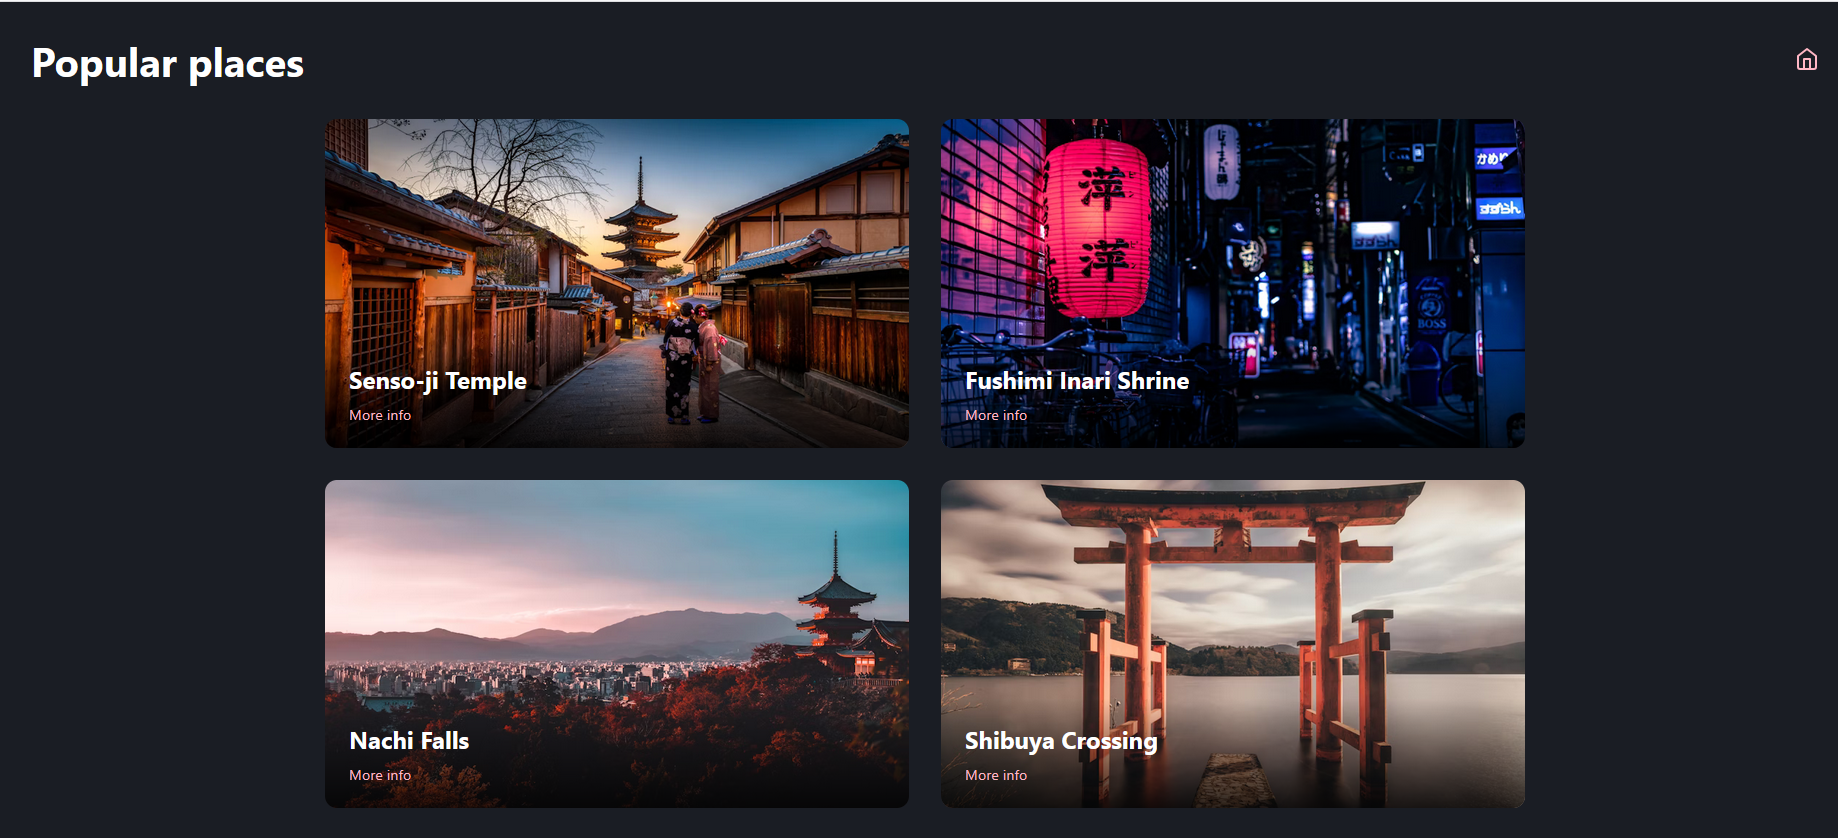 Popular places
Senso-ji Temple
More info
Fushimi Inari Shrine
More info
BOSS
Nachi Falls
More info
Shibuya Crossing
More info